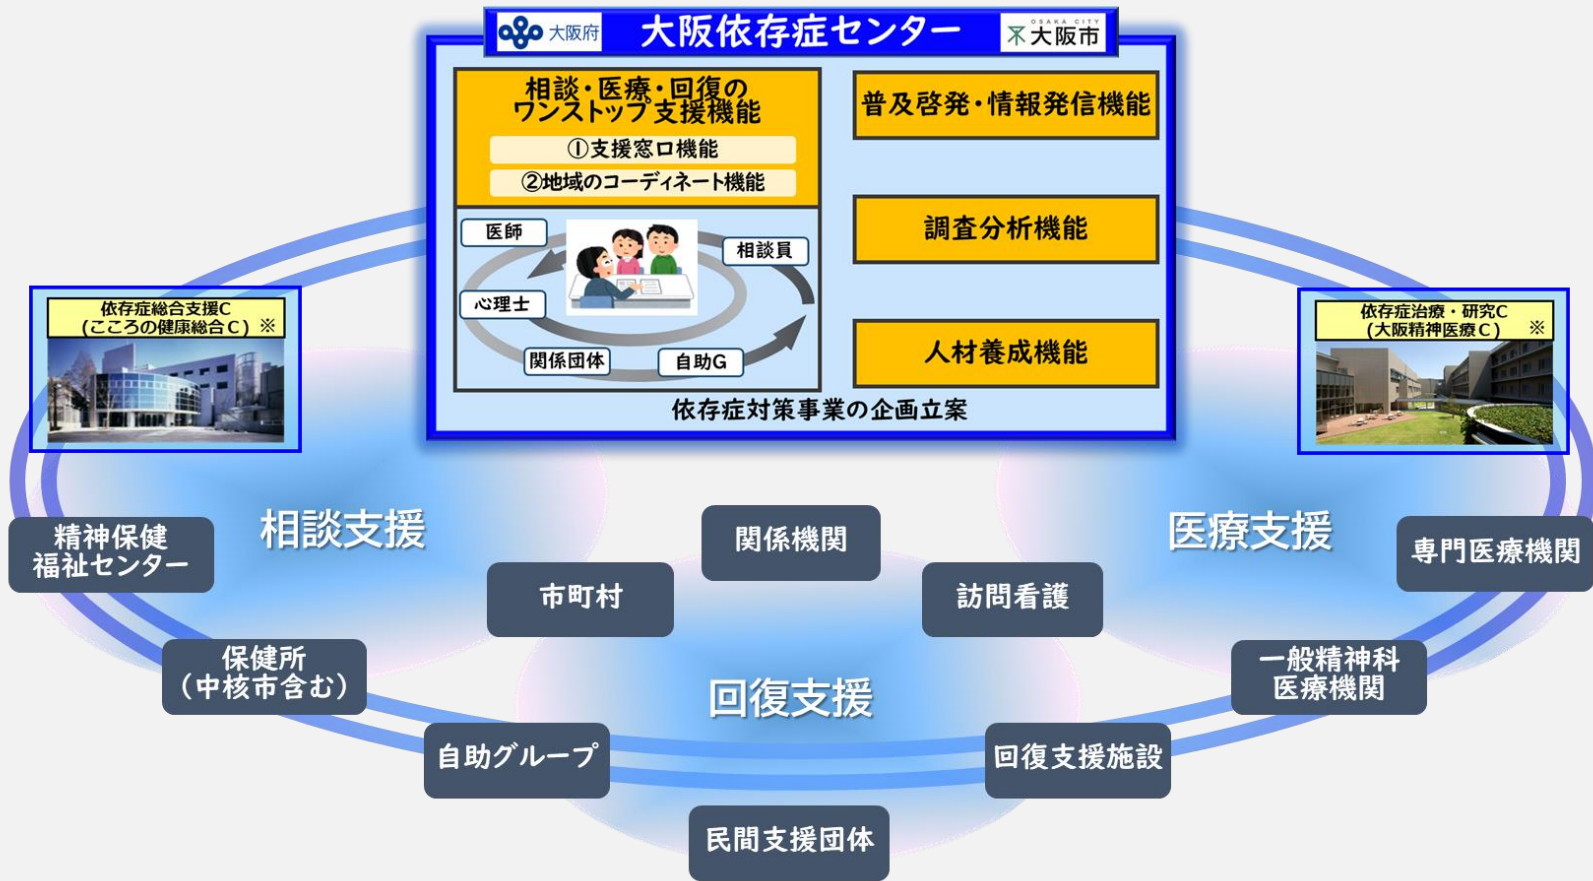 大阪府
大阪依存症センター
OSAKA CITY
大阪市
相談・医療・回復の
ワンストップ支援機能
①支援窓口機能
②地域のコーディネート機能
医師
相談員
心理士
関係団体
自助G
普及啓発・情報発信機能
調査分析機能
人材養成機能
依存症対策事業の企画立案
依存症総合支援C
(こころの健康総合C) ※
依存症治療・研究C
(大阪精神医療C) ※
相談支援
医療支援
回復支援
精神保健
福祉センター
市町村
関係機関
訪問看護
専門医療機関
保健所
(中核市含む)
一般精神科
医療機関
自助グループ
回復支援施設
民間支援団体